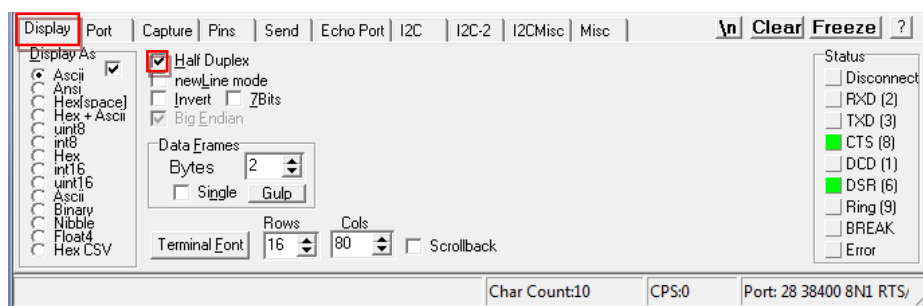 Display Port Capture Pins Send Echo Port I2C I2C-2 I2CMisc Misc \n Clear Freeze ?
Display As
Ascii
Ansi
Hex[space]
Hex + Ascii
uint8
int8
Hex
int16
uint16
Ascii
Binary
Nibble
Float4
Hex CSV
Half Duplex
newLine mode
Invert 7Bits
Big Endian
Data Frames
Bytes 2
Single Gulp
Rows Cols
Terminal Font 16 80 Scrollback
Status
Disconnect
RXD (2)
TXD (3)
CTS (8)
DCD (1)
DSR (6)
Ring (9)
BREAK
Error
Char Count:10 CPS:0 Port: 28 38400 8N1 RTS/